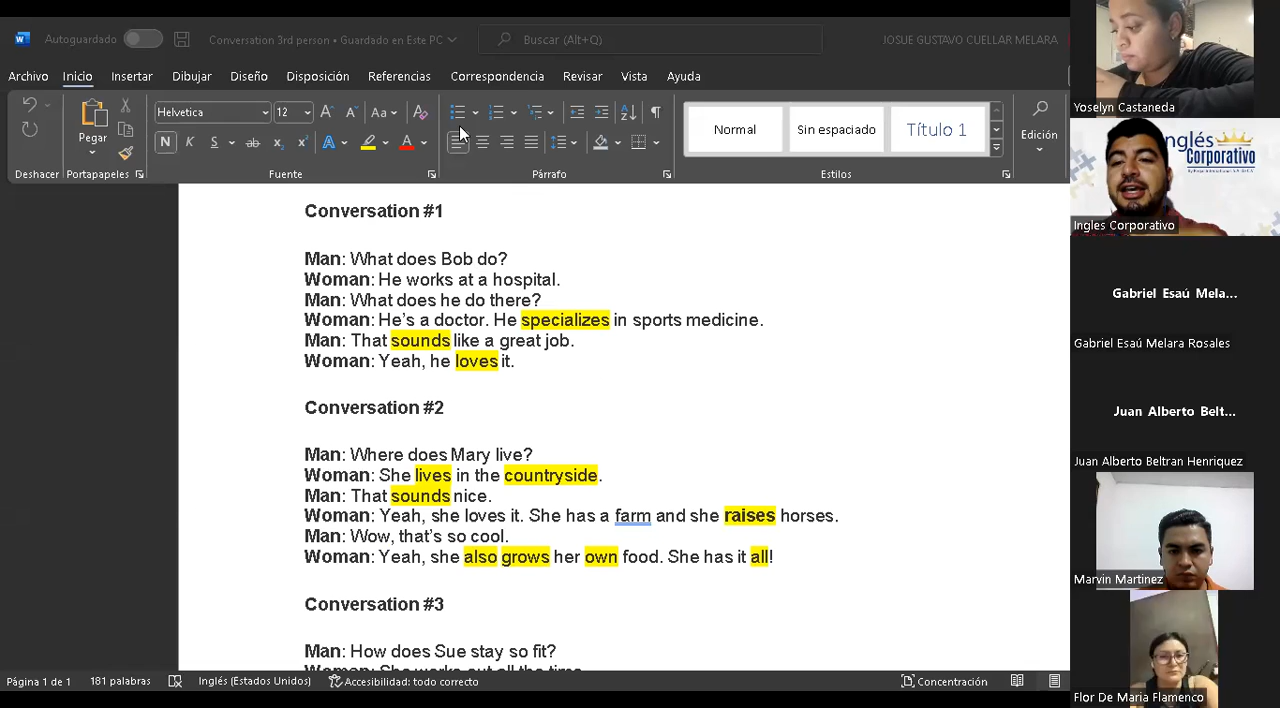 Autoguardado
Conversation 3rd person • Guardado en Este PC
Buscar (Alt+Q)
JOSUE GUSTAVO CUELLAR MELARA
Archivo Inicio Insertar Dibujar Diseño Disposición Referencias Correspondencia Revisar Vista Ayuda
Helvetica 12
Pegar
Normal
Sin espaciado
Título 1
Edición
Deshacer Portapapeles Fuente Párrafo Estilos
Conversation #1
Man: What does Bob do?
Woman: He works at a hospital.
Man: What does he do there?
Woman: He's a doctor. He specializes in sports medicine.
Man: That sounds like a great job.
Woman: Yeah, he loves it.
Conversation #2
Man: Where does Mary live?
Woman: She lives in the countryside.
Man: That sounds nice.
Woman: Yeah, she loves it. She has a farm and she raises horses.
Man: Wow, that's so cool.
Woman: Yeah, she also grows her own food. She has it all!
Conversation #3
Man: How does Sue stay so fit?
Woman: She works out all the time.
Página 1 de 1 181 palabras Inglés (Estados Unidos) Accesibilidad: todo correcto Concentración
Yoselyn Castaneda
Inglés
Corporativo
Ingles Corporativo
Gabriel Esaú Mela...
Gabriel Esaú Melara Rosales
Juan Alberto Belt...
Juan Alberto Beltran Henriquez
Marvin Martinez
Flor De Maria Flamenco